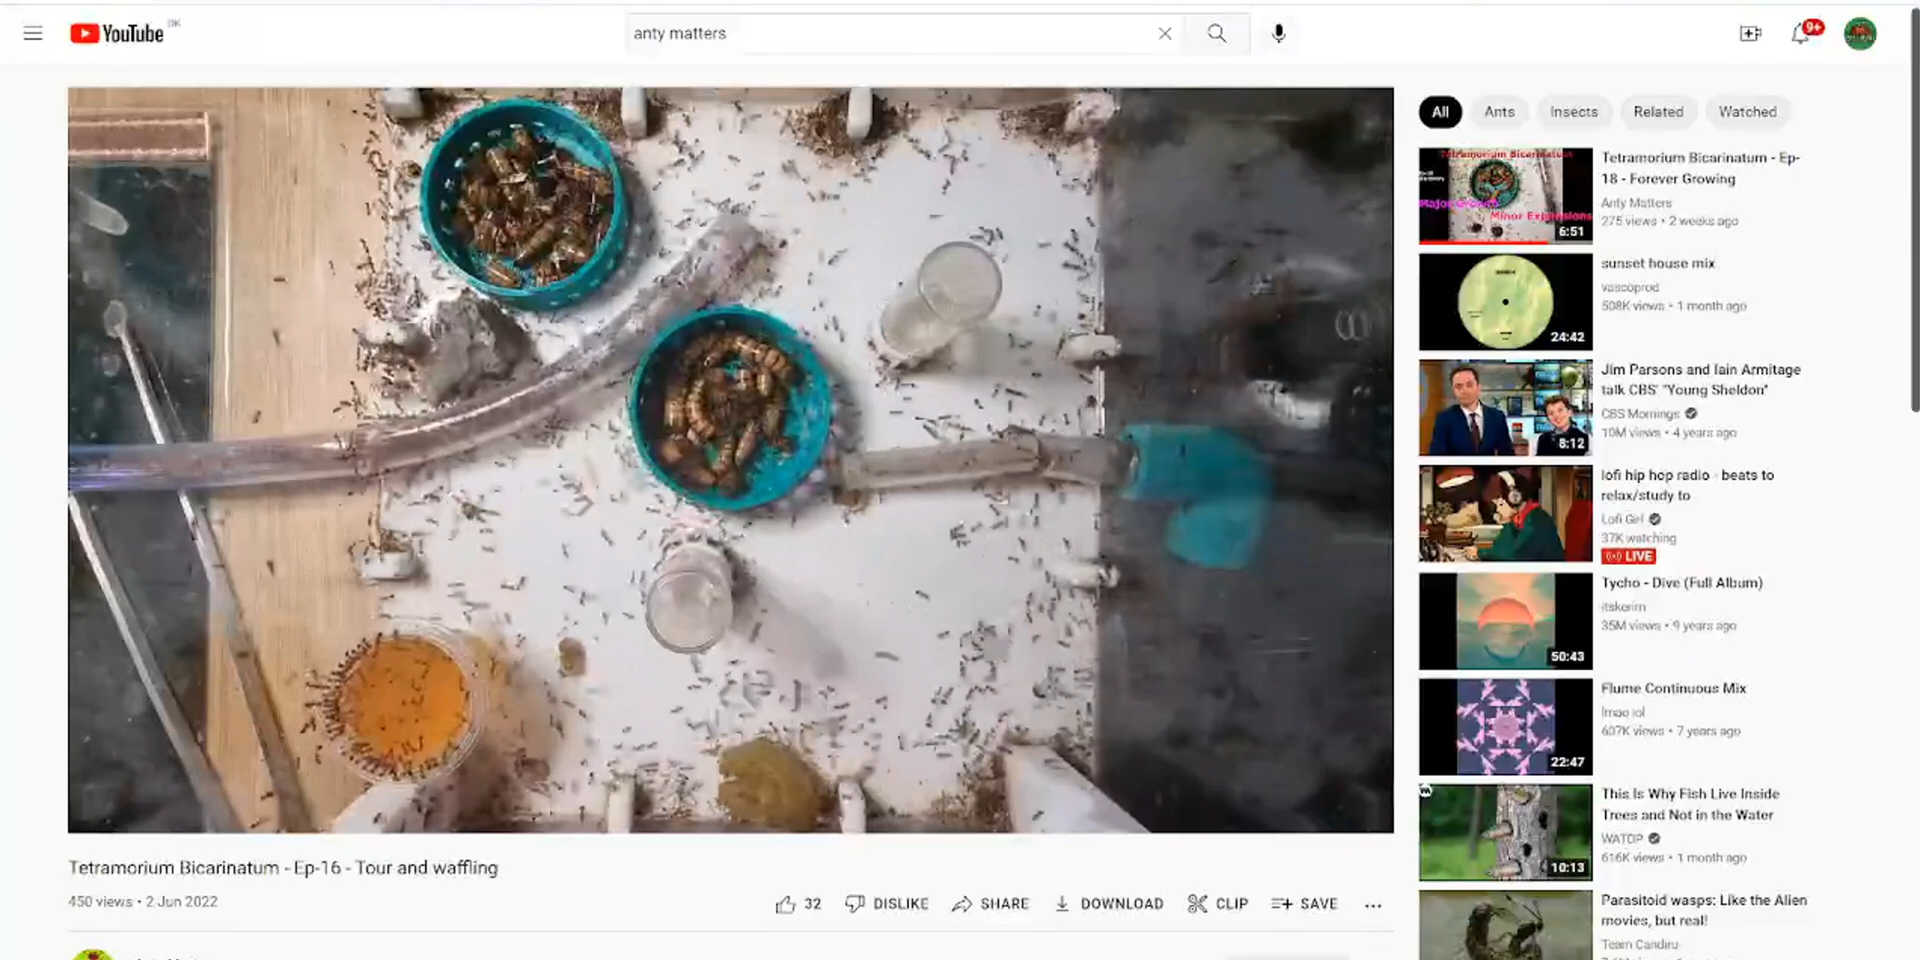 YouTube DK
anty matters
9+
All
Ants
Insects
Related
Watched
Tetramorium Bicarinatum
Minor Expansions
6:51
Tetramorium Bicarinatum - Ep-
18 - Forever Growing
Anty Matters
275 views • 2 weeks ago
24:42
sunset house mix
vascoprod
508K views • 1 month ago
8:12
Jim Parsons and Iain Armitage
talk CBS' "Young Sheldon"
CBS Mornings
10M views • 4 years ago
lofi hip hop radio - beats to
relax/study to
Lofi Girl
37K watching
LIVE
50:43
Tycho - Dive (Full Album)
itskerim
35M views • 9 years ago
22:47
Flume Continuous Mix
lmao lol
607K views • 7 years ago
10:13
This Is Why Fish Live Inside
Trees and Not in the Water
WATOP
616K views • 1 month ago
Parasitoid wasps: Like the Alien
movies, but real!
Team Candiru
Tetramorium Bicarinatum - Ep-16 - Tour and waffling
450 views • 2 Jun 2022
32
DISLIKE
SHARE
DOWNLOAD
CLIP
SAVE